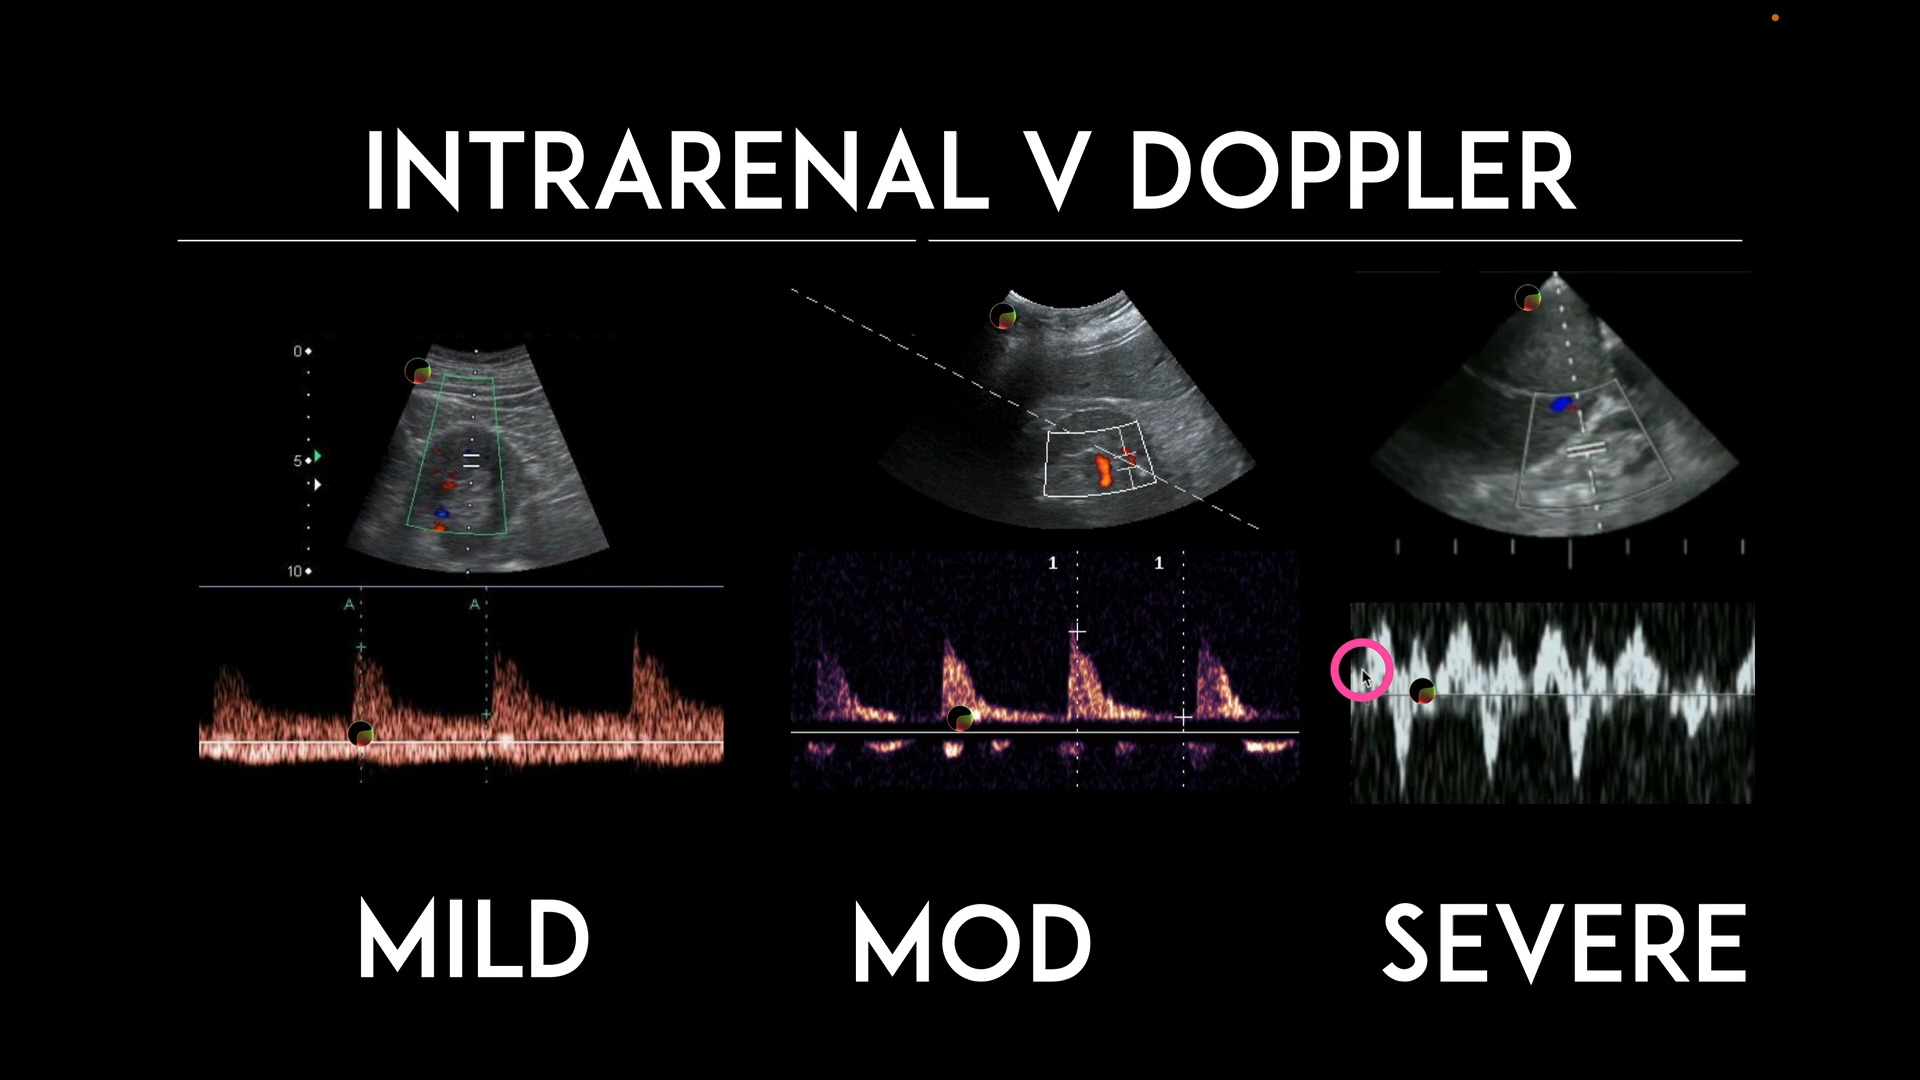 INTRARENAL V DOPPLER
0
5
10
A A
1 1
MILD MOD SEVERE